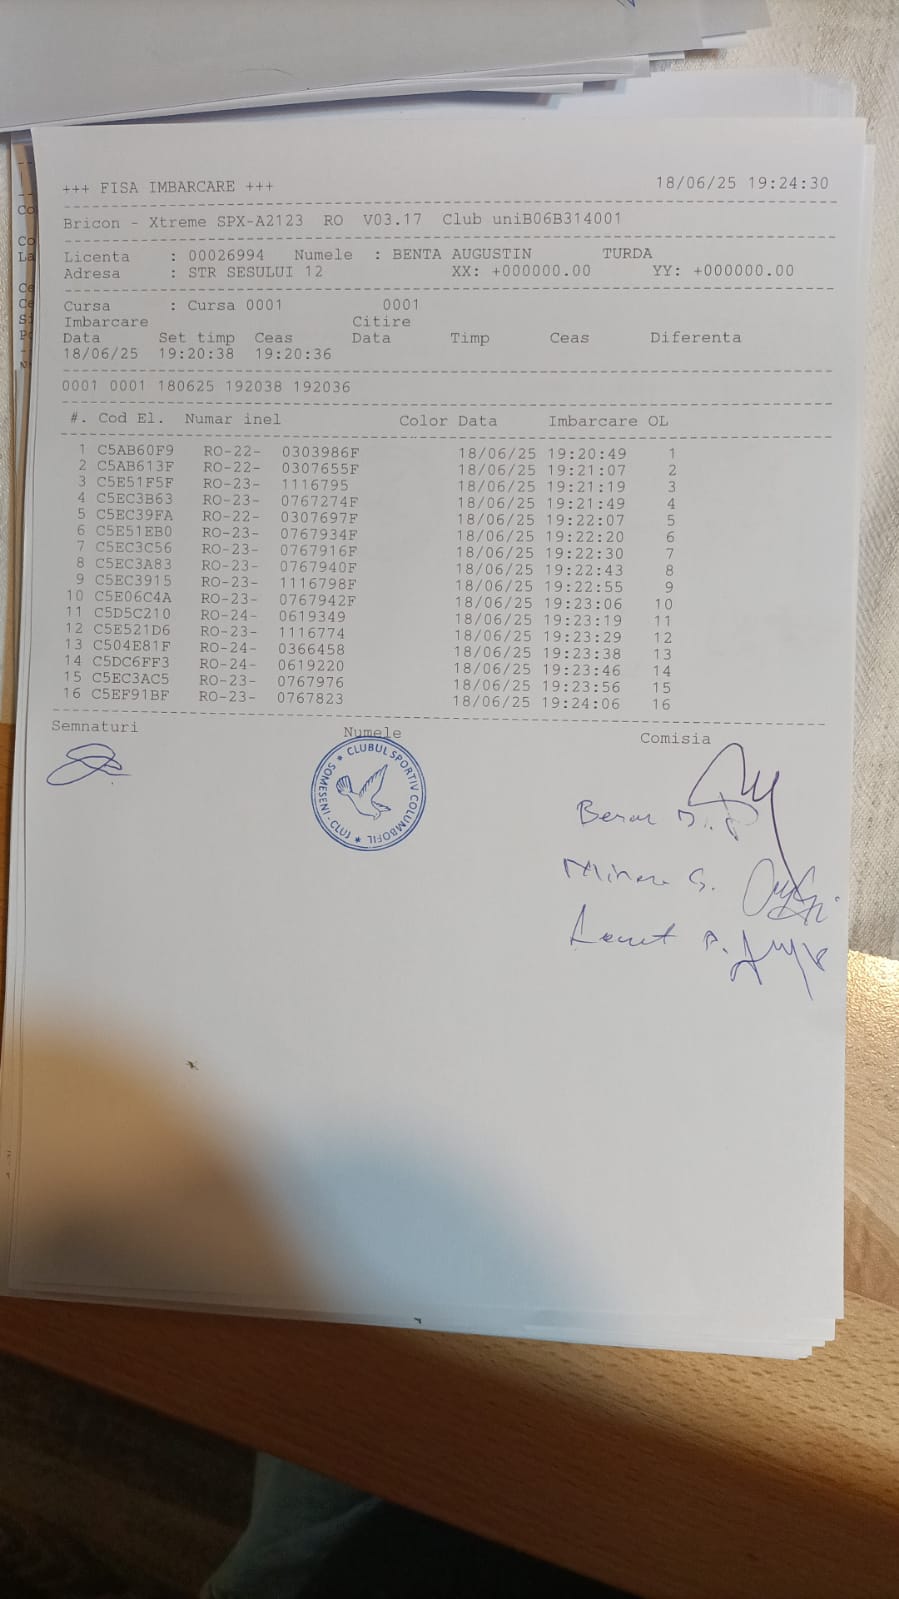 +++ FISA IMBARCARE +++ 18/06/25 19:24:30
Bricon - Xtreme SPX-A2123 RO V03.17 Club uniB06B314001
Licenta : 00026994 Numele : BENTA AUGUSTIN TURDA
Adresa : STR SESULUI 12 XX: +000000.00 YY: +000000.00
Cursa : Cursa 0001 0001
Imbarcare Citire
Data Set timp Ceas Data Timp Ceas Diferenta
18/06/25 19:20:38 19:20:36
0001 0001 180625 192038 192036
#. Cod El. Numar inel Color Data Imbarcare OL
1 C5AB60F9 RO-22- 0303986F 18/06/25 19:20:49 1
2 C5AB613F RO-22- 0307655F 18/06/25 19:21:07 2
3 C5E51F5F RO-23- 1116795 18/06/25 19:21:19 3
4 C5EC3B63 RO-23- 0767274F 18/06/25 19:21:49 4
5 C5EC39FA RO-22- 0307697F 18/06/25 19:22:07 5
6 C5E51EB0 RO-23- 0767934F 18/06/25 19:22:20 6
7 C5EC3C56 RO-23- 0767916F 18/06/25 19:22:30 7
8 C5EC3A83 RO-23- 0767940F 18/06/25 19:22:43 8
9 C5EC3915 RO-23- 1116798F 18/06/25 19:22:55 9
10 C5E06C4A RO-23- 0767942F 18/06/25 19:23:06 10
11 C5D5C210 RO-24- 0619349 18/06/25 19:23:19 11
12 C5E521D6 RO-23- 1116774 18/06/25 19:23:29 12
13 C504E81F RO-24- 0366458 18/06/25 19:23:38 13
14 C5DC6FF3 RO-24- 0619220 18/06/25 19:23:46 14
15 C5EC3AC5 RO-23- 0767976 18/06/25 19:23:56 15
16 C5EF91BF RO-23- 0767823 18/06/25 19:24:06 16
Semnaturi Numele Comisia
CLUBUL SPORTIV COLUMBOFIL * SOMESENI-CLUJ *